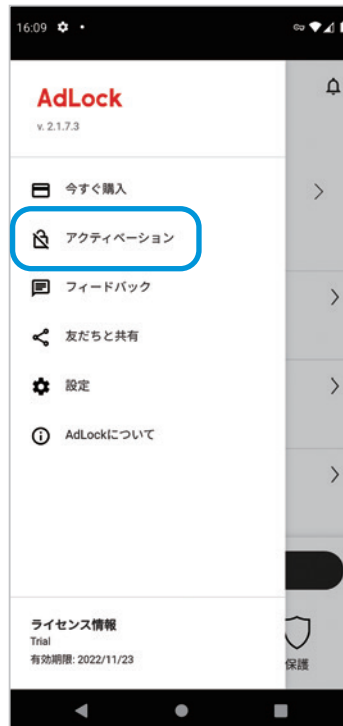 16:09
AdLock
v. 2.1.7.3
今すぐ購入
アクティベーション
フィードバック
友だちと共有
設定
AdLockについて
ライセンス情報
Trial
有効期限: 2022/11/23
保護